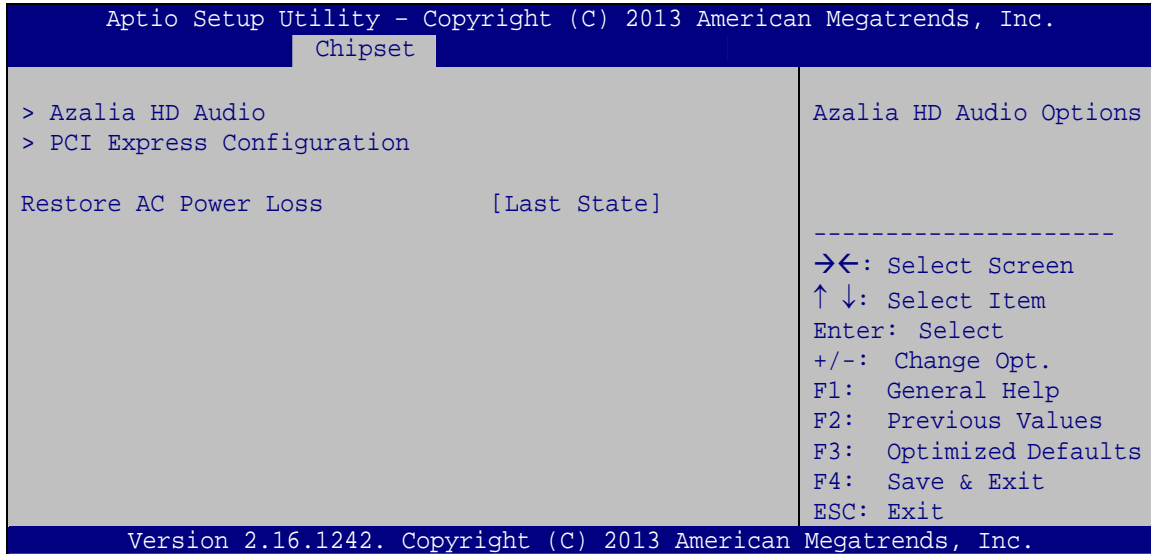 Aptio Setup Utility – Copyright (C) 2013 American Megatrends, Inc.
Chipset
> Azalia HD Audio
> PCI Express Configuration
Restore AC Power Loss [Last State]
Azalia HD Audio Options
---------------------
→←: Select Screen
↑ ↓: Select Item
Enter: Select
+/-: Change Opt.
F1: General Help
F2: Previous Values
F3: Optimized Defaults
F4: Save & Exit
ESC: Exit
Version 2.16.1242. Copyright (C) 2013 American Megatrends, Inc.